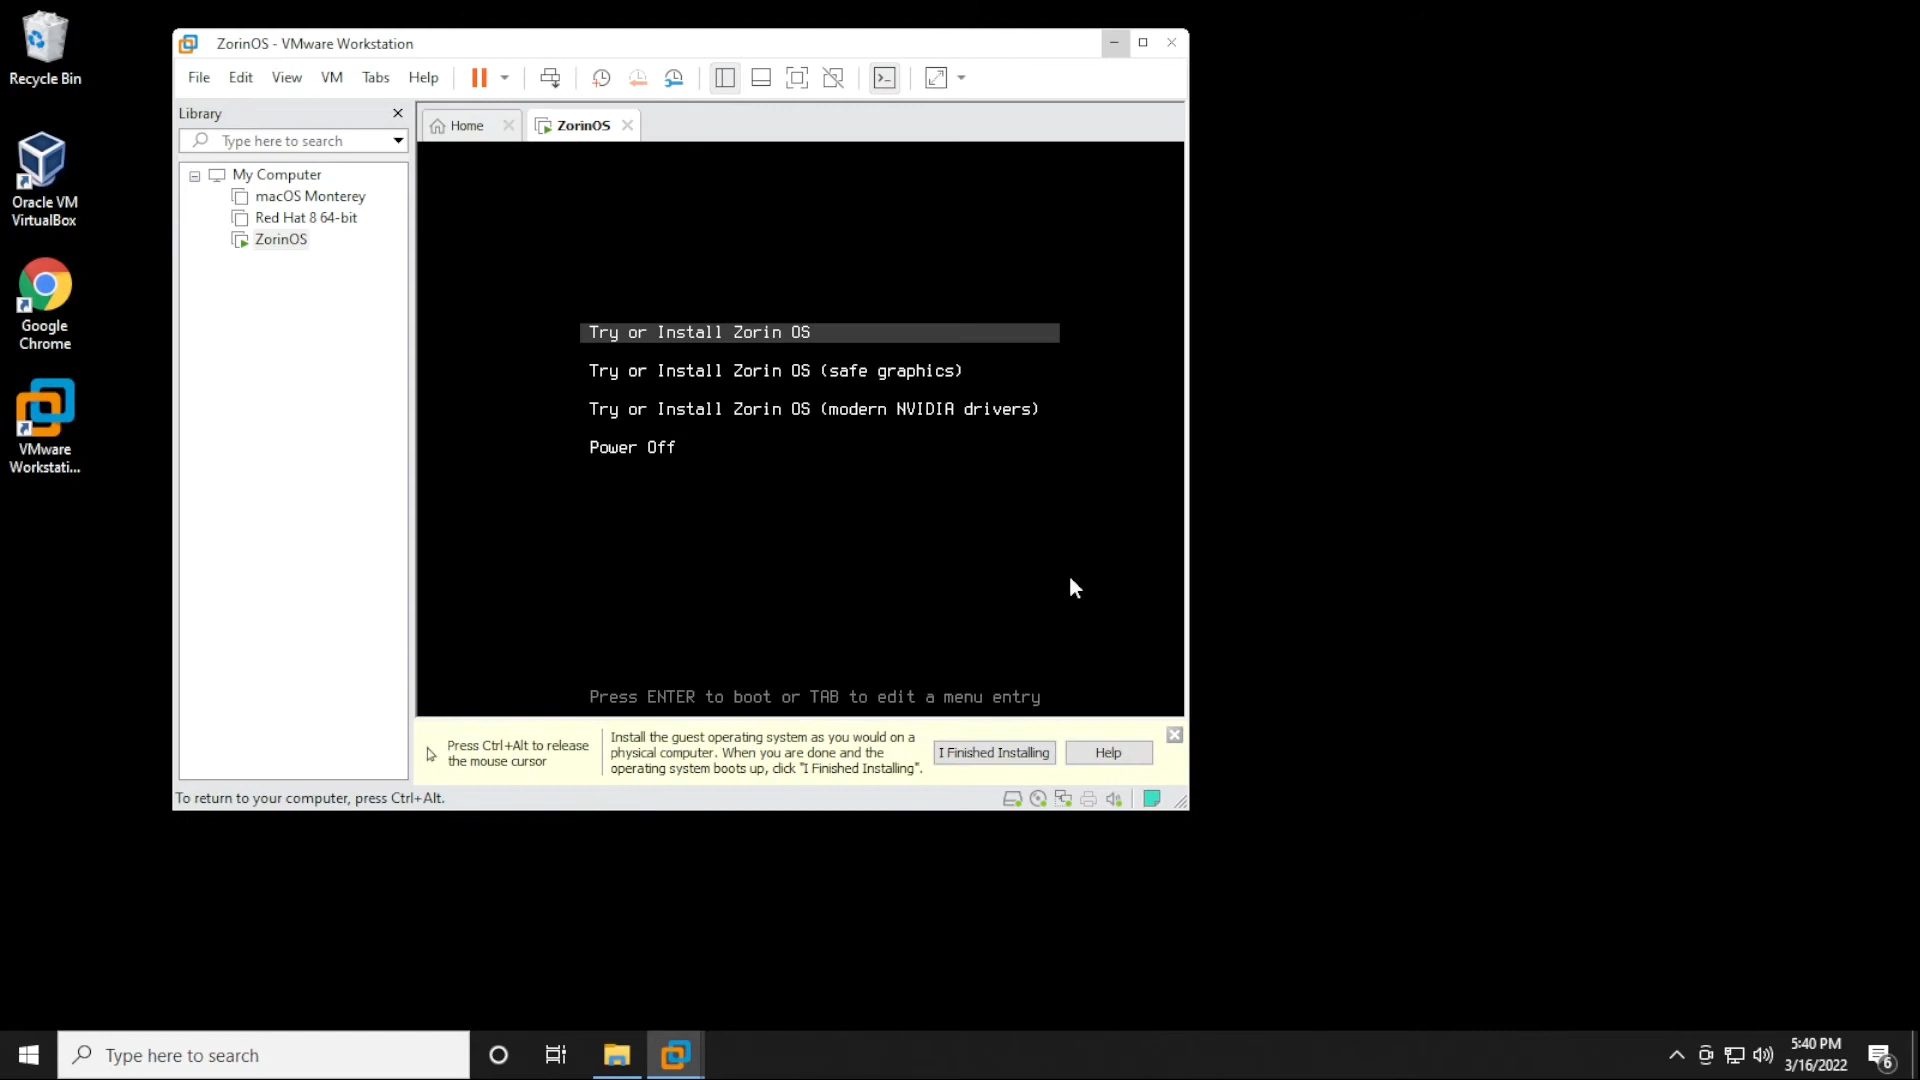 Recycle Bin
Oracle VM
VirtualBox
Google
Chrome
VMware
Workstati...
ZorinOS - VMware Workstation
File Edit View VM Tabs Help
Library
Type here to search
My Computer
macOS Monterey
Red Hat 8 64-bit
ZorinOS
Home
ZorinOS
Try or Install Zorin OS
Try or Install Zorin OS (safe graphics)
Try or Install Zorin OS (modern NVIDIA drivers)
Power Off
Press ENTER to boot or TAB to edit a menu entry
Press Ctrl+Alt to release
the mouse cursor
Install the guest operating system as you would on a
physical computer. When you are done and the
operating system boots up, click "I Finished Installing".
I Finished Installing
Help
To return to your computer, press Ctrl+Alt.
Type here to search
5:40 PM
3/16/2022
6